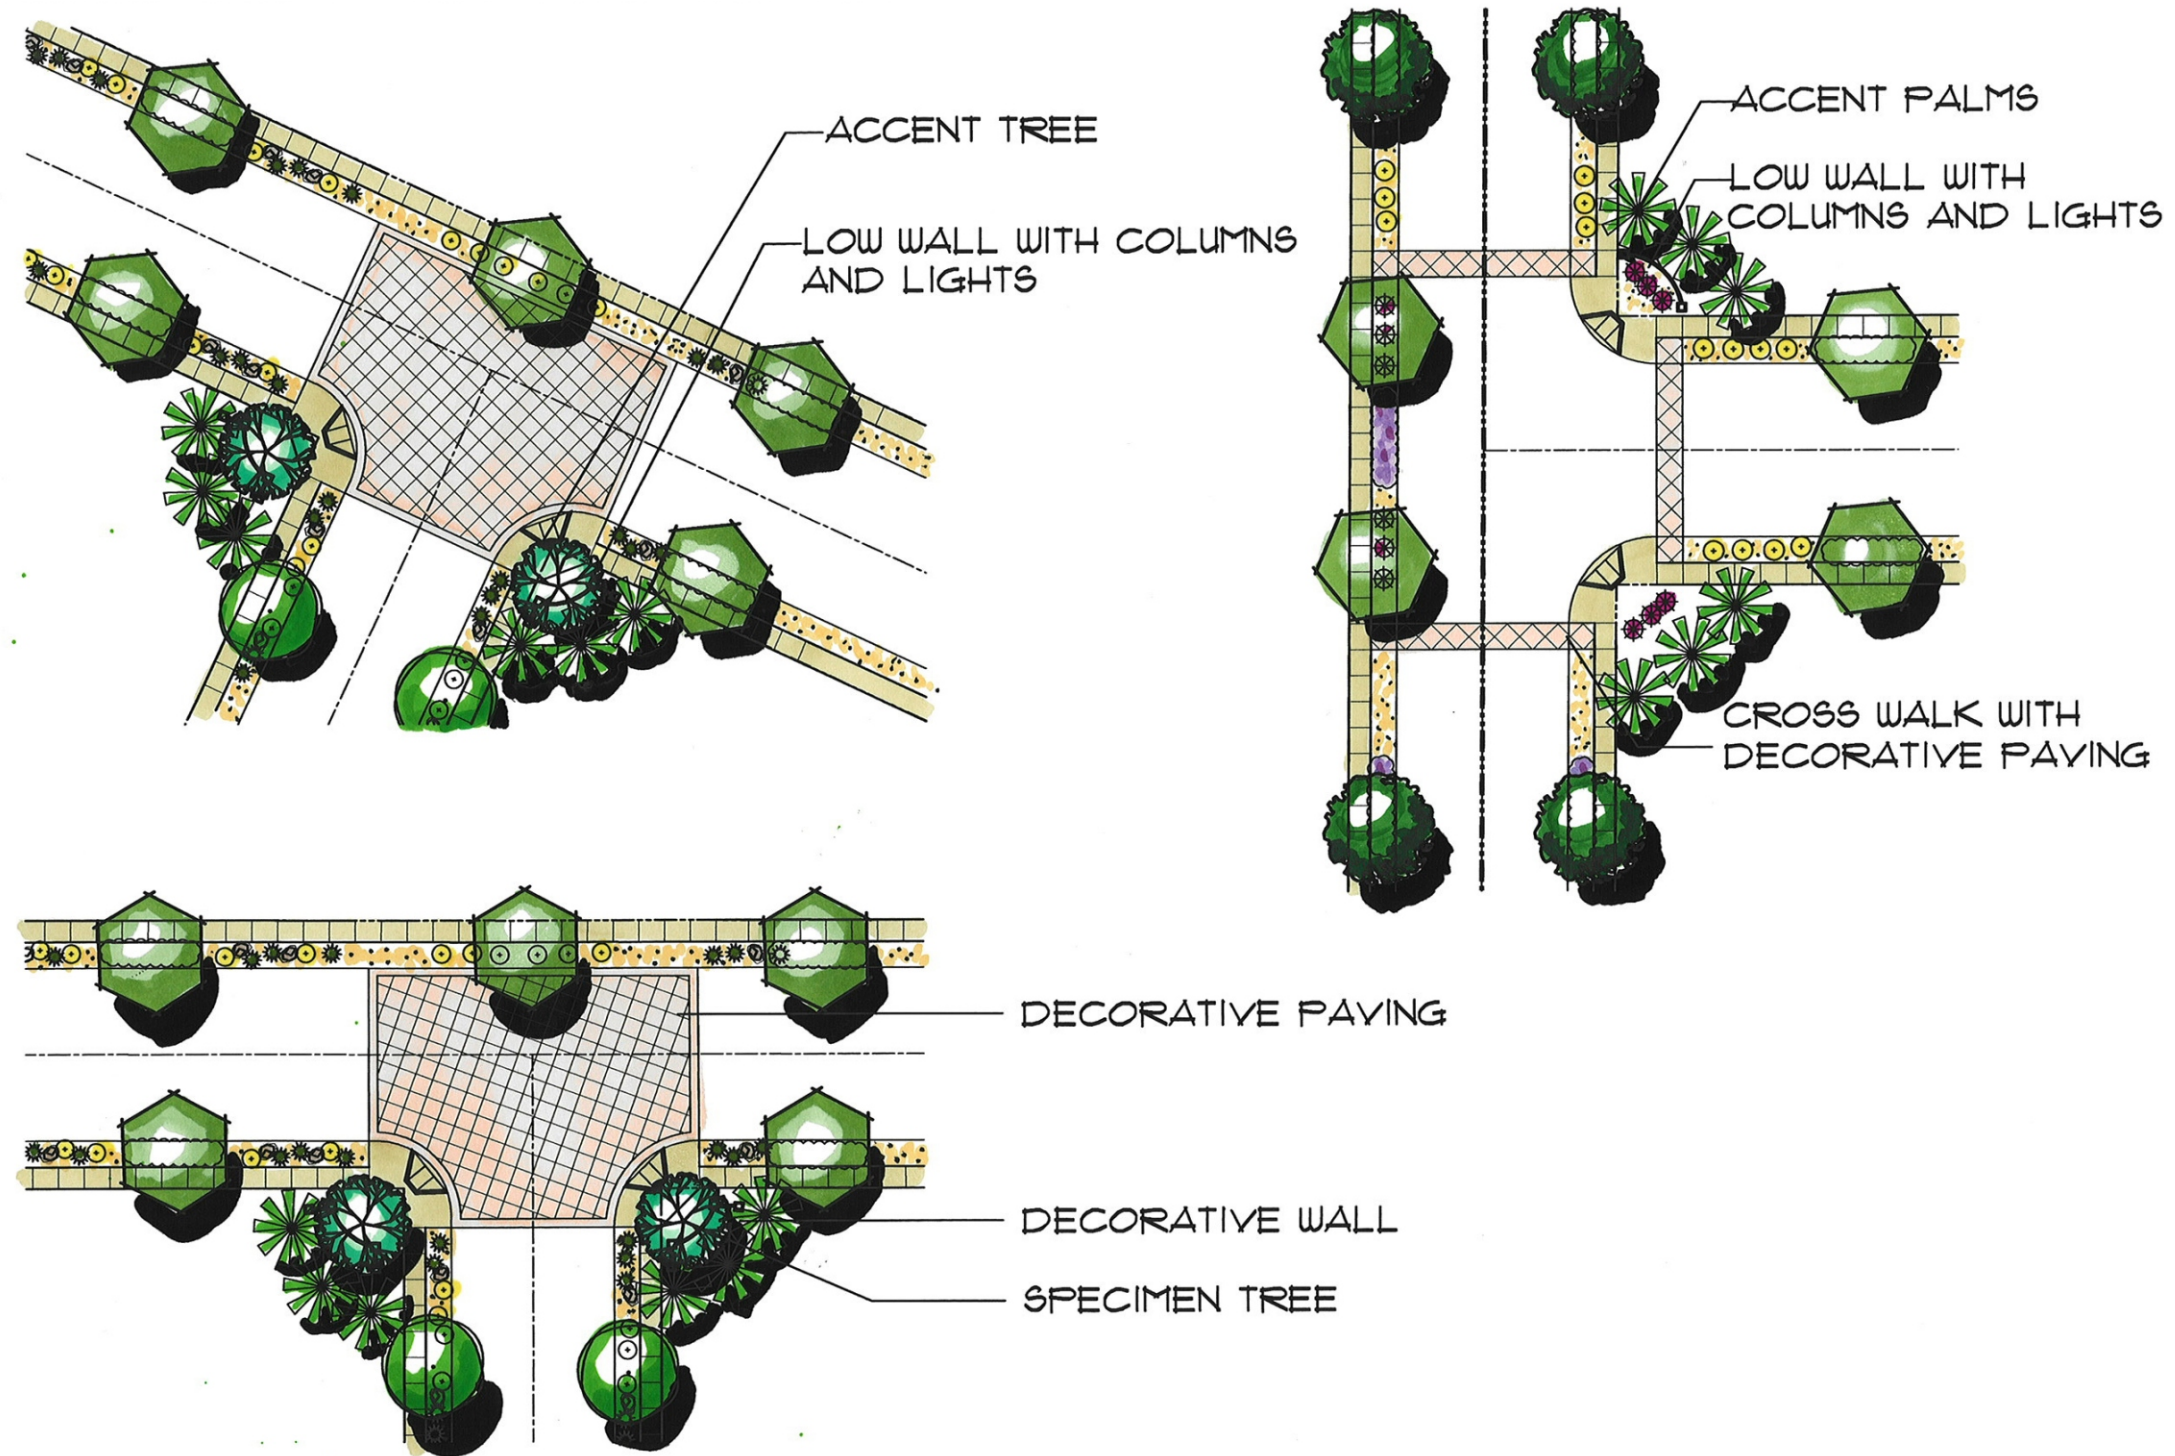 ACCENT TREE
LOW WALL WITH COLUMNS
AND LIGHTS
ACCENT PALMS
LOW WALL WITH
COLUMNS AND LIGHTS
CROSS WALK WITH
DECORATIVE PAVING
DECORATIVE PAVING
DECORATIVE WALL
SPECIMEN TREE